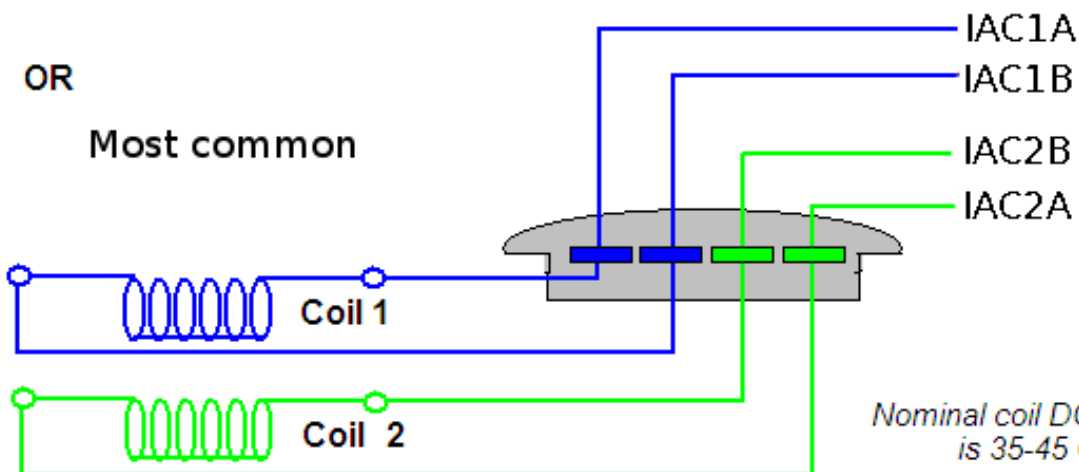 IAC1A
OR
IAC1B
Most common
IAC2B
IAC2A
Coil 1
Coil 2
Nominal coil
is 35-45